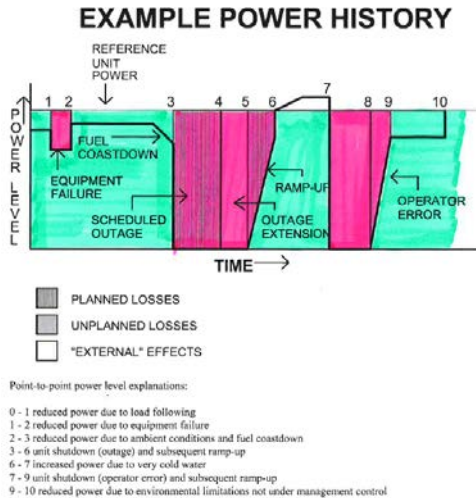 EXAMPLE POWER HISTORY
REFERENCE
UNIT
POWER
1 2 3 4 5 6 7 8 9 10
POWER LEVEL
FUEL
COASTDOWN
EQUIPMENT
FAILURE
RAMP-UP
SCHEDULED
OUTAGE
OUTAGE
EXTENSION
OPERATOR
ERROR
TIME
PLANNED LOSSES
UNPLANNED LOSSES
"EXTERNAL" EFFECTS
Point-to-point power level explanations:
0 - 1 reduced power due to load following
1 - 2 reduced power due to equipment failure
2 - 3 reduced power due to ambient conditions and fuel coastdown
3 - 6 unit shutdown (outage) and subsequent ramp-up
6 - 7 increased power due to very cold water
7 - 9 unit shutdown (operator error) and subsequent ramp-up
9 - 10 reduced power due to environmental limitations not under management control